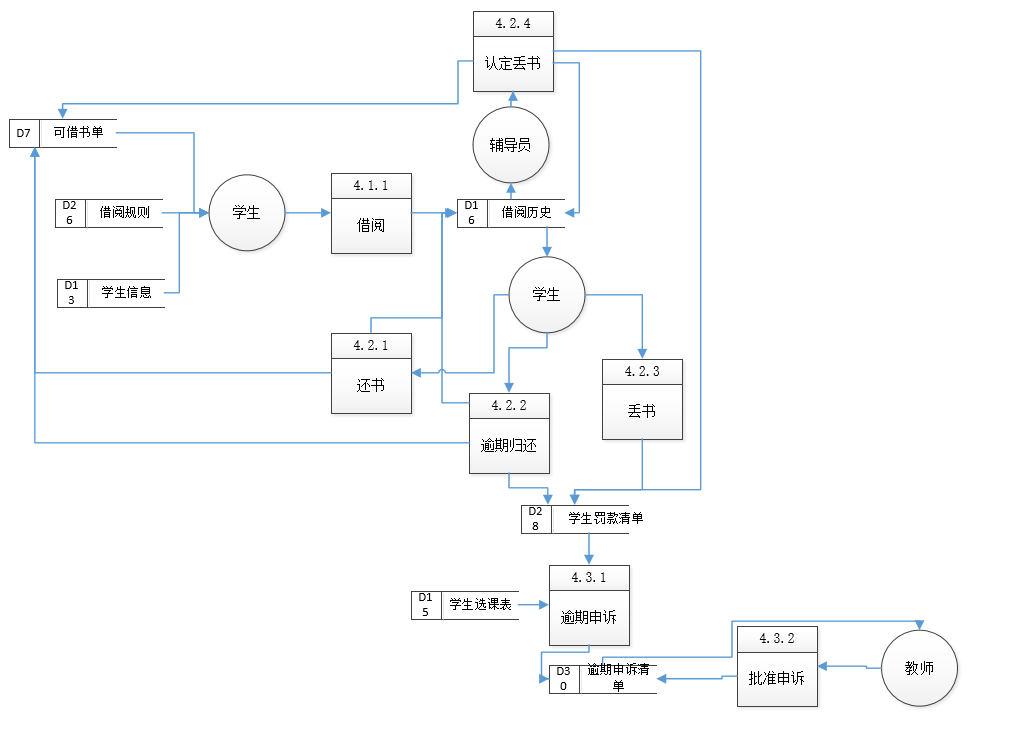 4.2.4
认定丢书
D7
可借书单
辅导员
4.1.1
借阅
D2
6
借阅规则
学生
D1
6
借阅历史
D1
3
学生信息
学生
4.2.1
还书
4.2.3
丢书
4.2.2
逾期归还
D2
8
学生罚款清单
4.3.1
逾期申诉
D1
5
学生选课表
4.3.2
批准申诉
教师
D3
0
逾期申诉清
单